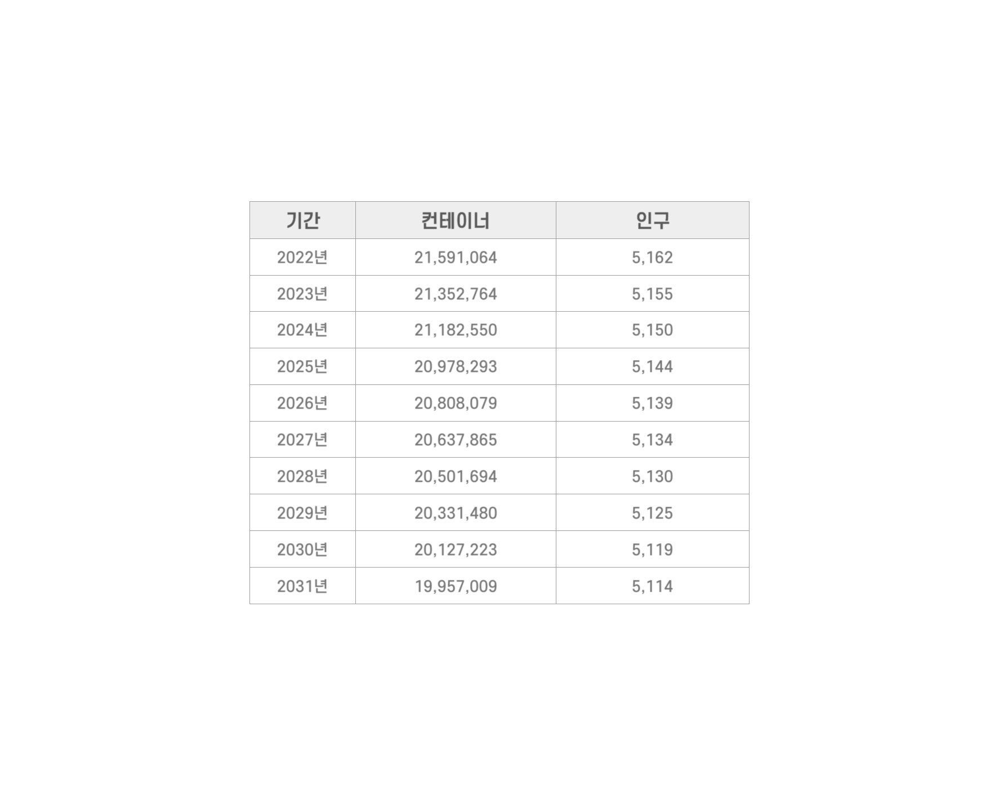 기간 컨테이너 인구
2022년 21,591,064 5,162
2023년 21,352,764 5,155
2024년 21,182,550 5,150
2025년 20,978,293 5,144
2026년 20,808,079 5,139
2027년 20,637,865 5,134
2028년 20,501,694 5,130
2029년 20,331,480 5,125
2030년 20,127,223 5,119
2031년 19,957,009 5,114